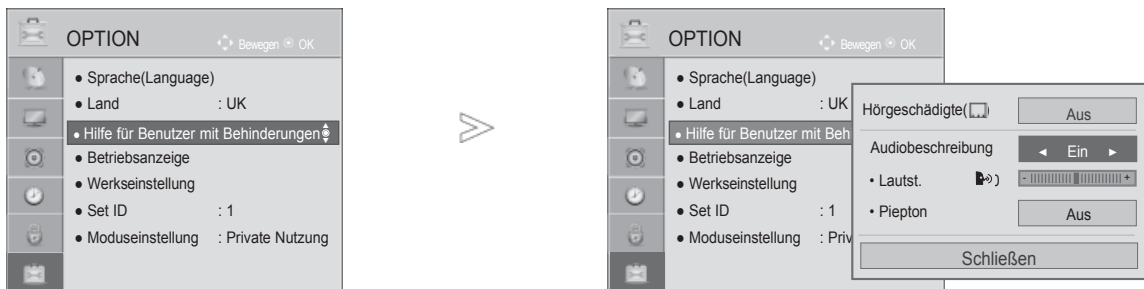 OPTION
Bewegen OK
● Sprache(Language)
● Land : UK
● Hilfe für Benutzer mit Behinderungen
● Betriebsanzeige
● Werkseinstellung
● Set ID : 1
● Moduseinstellung : Private Nutzung
OPTION
Bewegen OK
● Sprache(Language)
● Land : UK
● Hilfe für Benutzer mit Beh
● Betriebsanzeige
● Werkseinstellung
● Set ID : 1
● Moduseinstellung : Priv
Hörgeschädigte( ) Aus
Audiobeschreibung ◄ Ein ►
• Lautst. - +
• Piepton Aus
Schließen